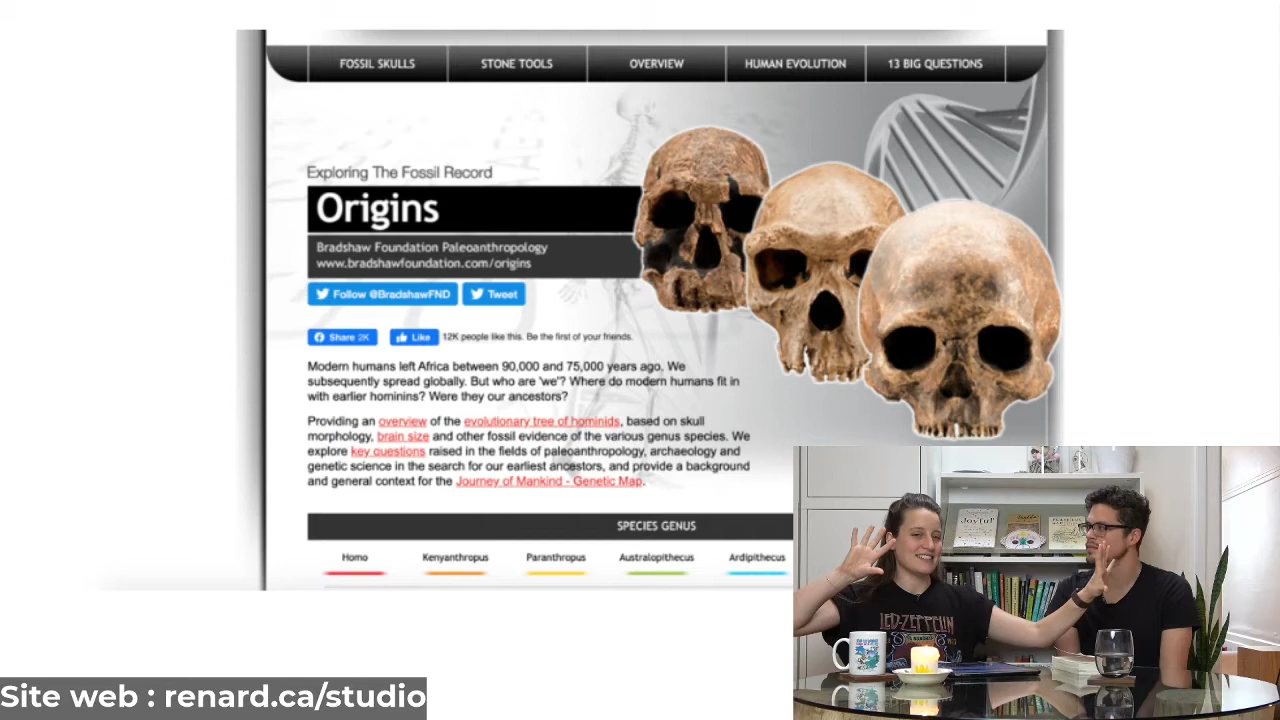 FOSSIL SKULLS
STONE TOOLS
OVERVIEW
HUMAN EVOLUTION
13 BIG QUESTIONS
Exploring The Fossil Record
Origins
Bradshaw Foundation Paleoanthropology
www.bradshawfoundation.com/origins
Follow @BradshawFND
Tweet
Share 2K
Like
12K people like this. Be the first of your friends.
Modern humans left Africa between 90,000 and 75,000 years ago. We
subsequently spread globally. But who are 'we'? Where do modern humans fit in
with earlier hominins? Were they our ancestors?
Providing an overview of the evolutionary tree of hominids, based on skull
morphology, brain size and other fossil evidence of the various genus species. We
explore key questions raised in the fields of paleoanthropology, archaeology and
genetic science in the search for our earliest ancestors, and provide a background
and general context for the Journey of Mankind - Genetic Map.
SPECIES GENUS
Homo
Kenyanthropus
Paranthropus
Australopithecus
Ardipithecus
Joyful
LED-ZEPPELIN
Site web : renard.ca/studio